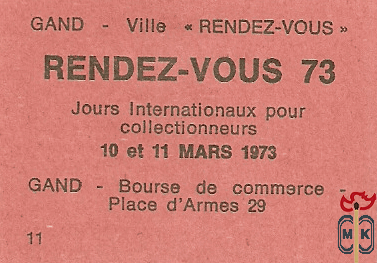 GAND - Ville « RENDEZ-VOUS »
RENDEZ-VOUS 73
Jours Internationaux pour
collectionneurs
10 et 11 MARS 1973
GAND - Bourse de commerce -
Place d'Armes 29
11
MK